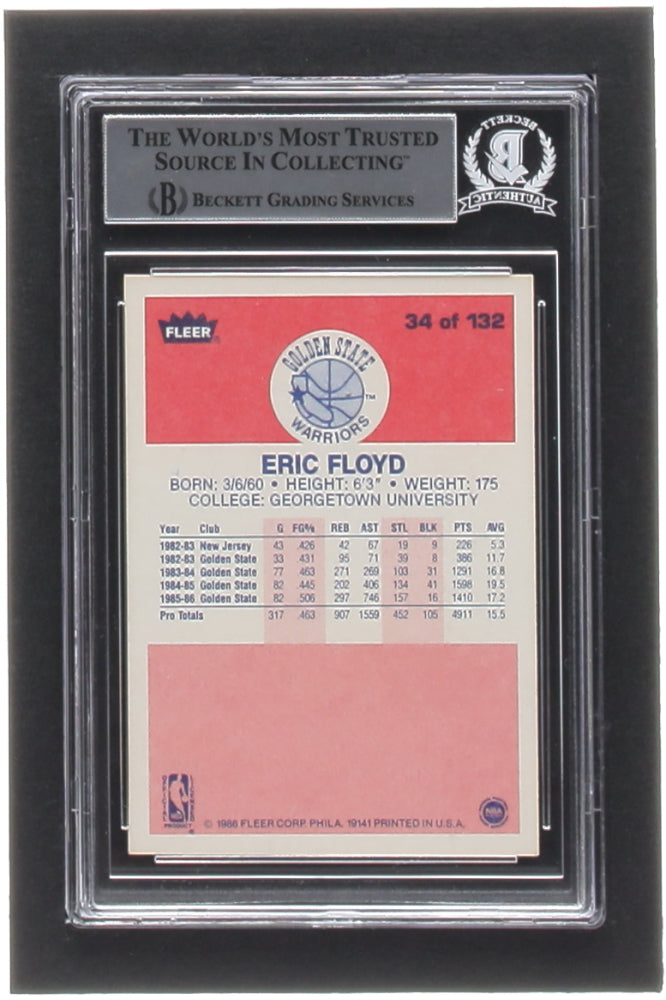 THE WORLD'S MOST TRUSTED
SOURCE IN COLLECTING™
B BECKETT GRADING SERVICES
BECKETT
B
AUTHENTIC
FLEER®
34 of 132
GOLDEN STATE
WARRIORS
TM
ERIC FLOYD
BORN: 3/6/60 • HEIGHT: 6'3" • WEIGHT: 175
COLLEGE: GEORGETOWN UNIVERSITY
Year Club G FG% REB AST STL BLK PTS AVG
1982-83 New Jersey 43 .426 42 67 19 9 226 5.3
1982-83 Golden State 33 .431 95 71 39 8 386 11.7
1983-84 Golden State 77 .463 271 269 103 31 1291 16.8
1984-85 Golden State 82 .445 202 406 134 41 1598 19.5
1985-86 Golden State 82 .506 297 746 157 16 1410 17.2
Pro Totals 317 .463 907 1559 452 105 4911 15.5
OFFICIAL LICENSED
PRODUCT
© 1986 FLEER CORP. PHILA. 19141 PRINTED IN U.S.A.
NBA